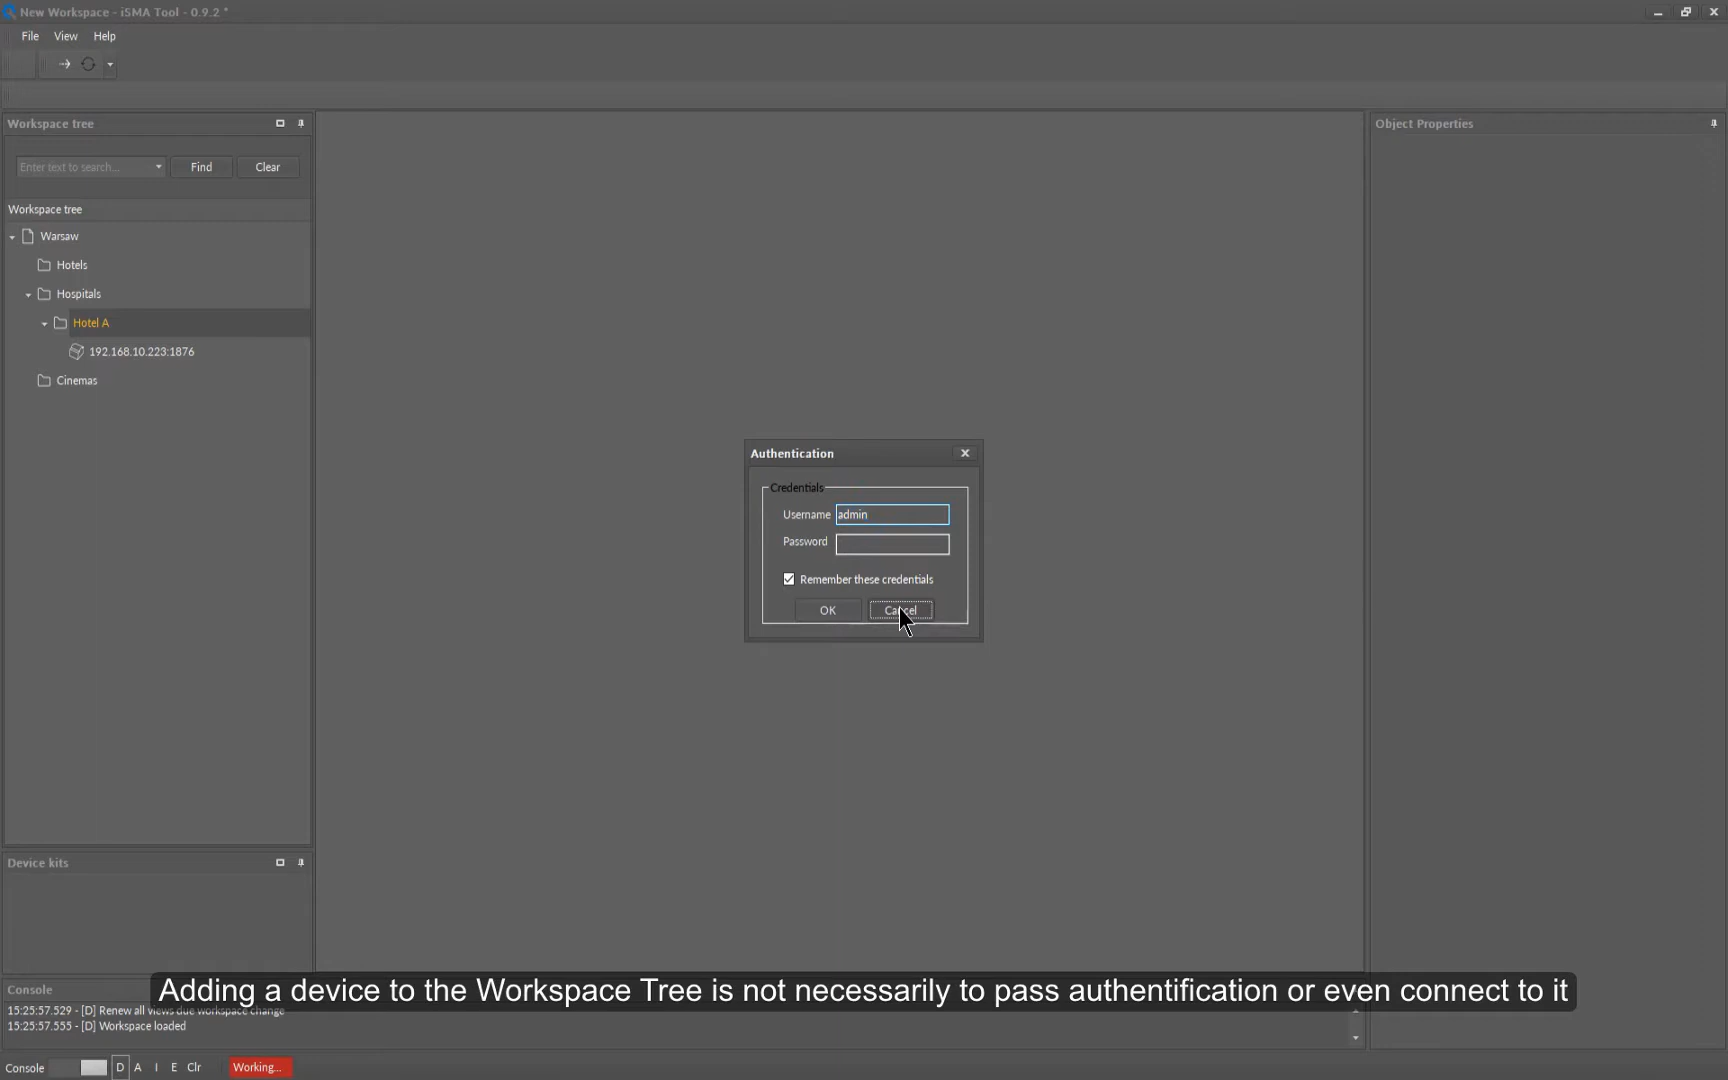 New Workspace - iSMA Tool - 0.9.2 *
File View Help
Workspace tree
Object Properties
Enter text to search...
Find
Clear
Workspace tree
Warsaw
Hotels
Hospitals
Hotel A
192.168.10.223:1876
Cinemas
Authentication
Credentials
Username admin
Password
Remember these credentials
OK
Cancel
Device kits
Console
Adding a device to the Workspace Tree is not necessarily to pass authentification or even connect to it
15:25:57.529 - [D] Renew all views due workspace change
15:25:57.555 - [D] Workspace loaded
Console D A I E Clr Working...